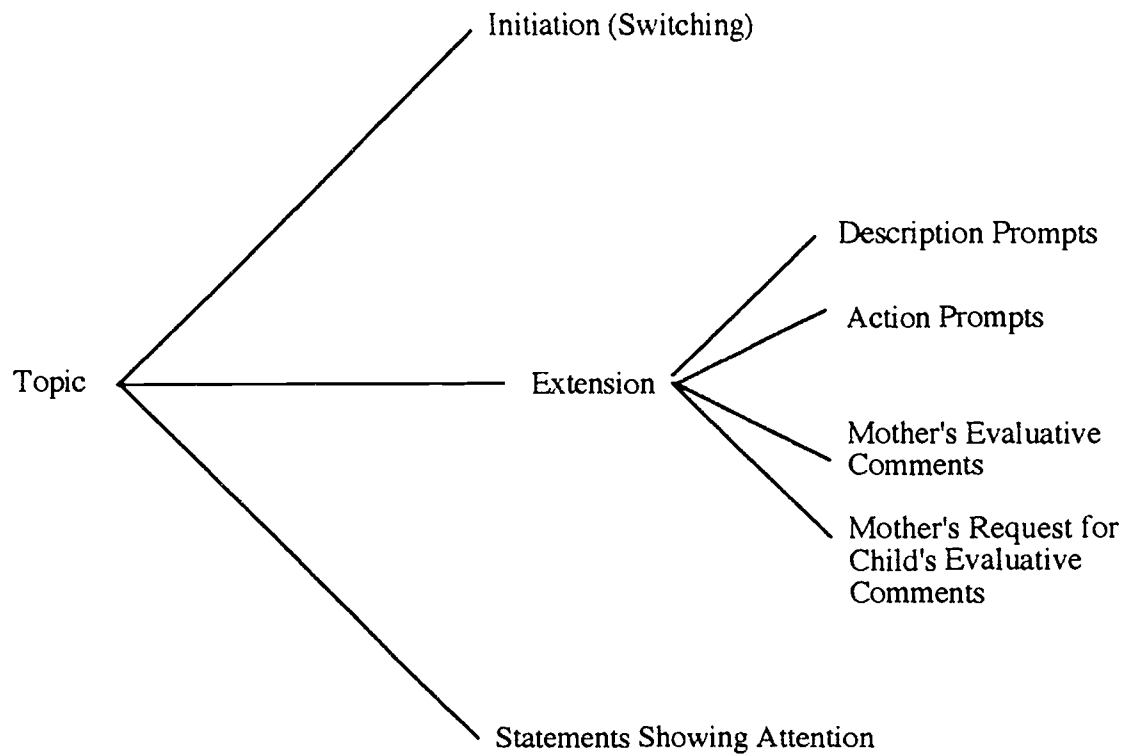 Initiation (Switching)
Description Prompts
Action Prompts
Topic
Extension
Mother's Evaluative
Comments
Mother's Request for
Child's Evaluative
Comments
Statements Showing Attention